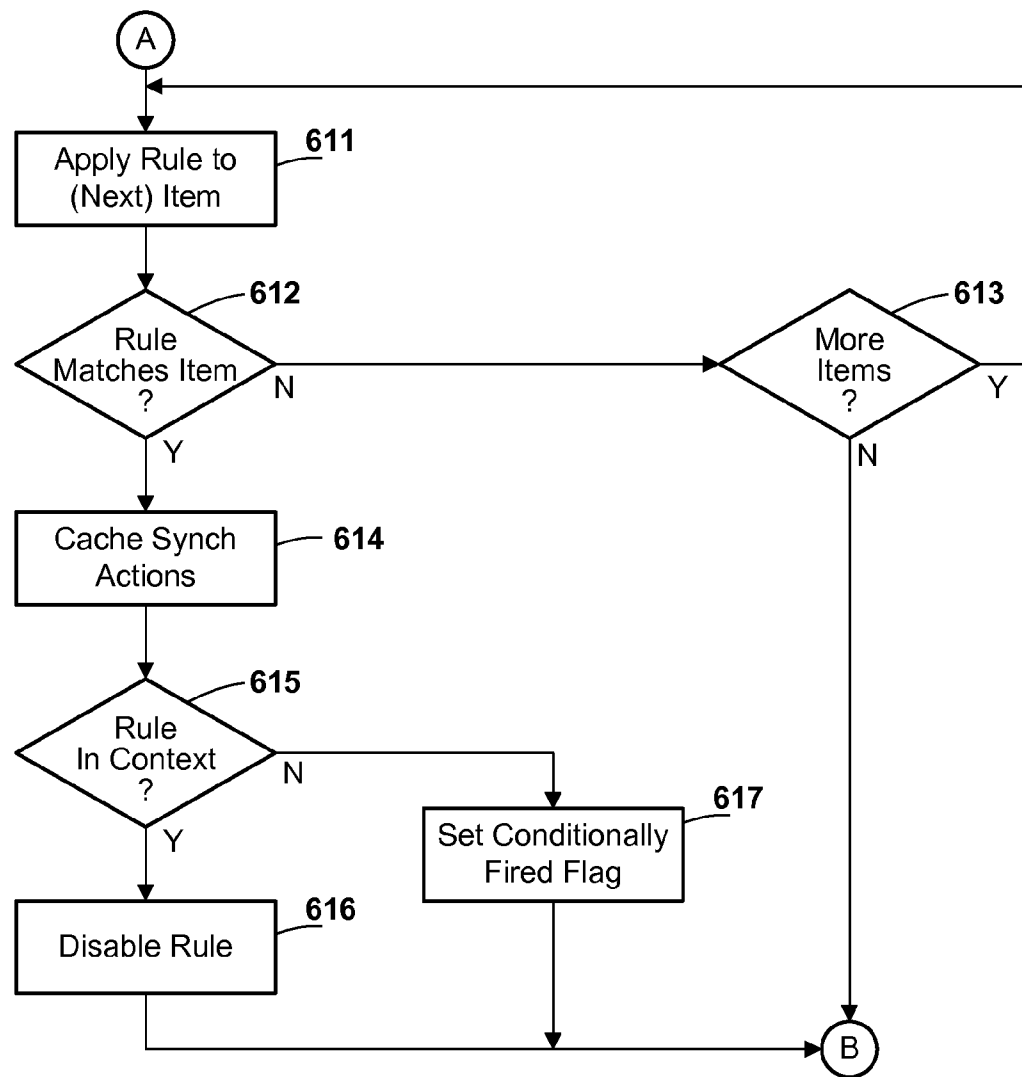 A
611
Apply Rule to
(Next) Item
612
Rule
Matches Item
?
N
Y
613
More
Items
?
Y
N
614
Cache Synch
Actions
615
Rule
In Context
?
N
Y
617
Set Conditionally
Fired Flag
616
Disable Rule
B